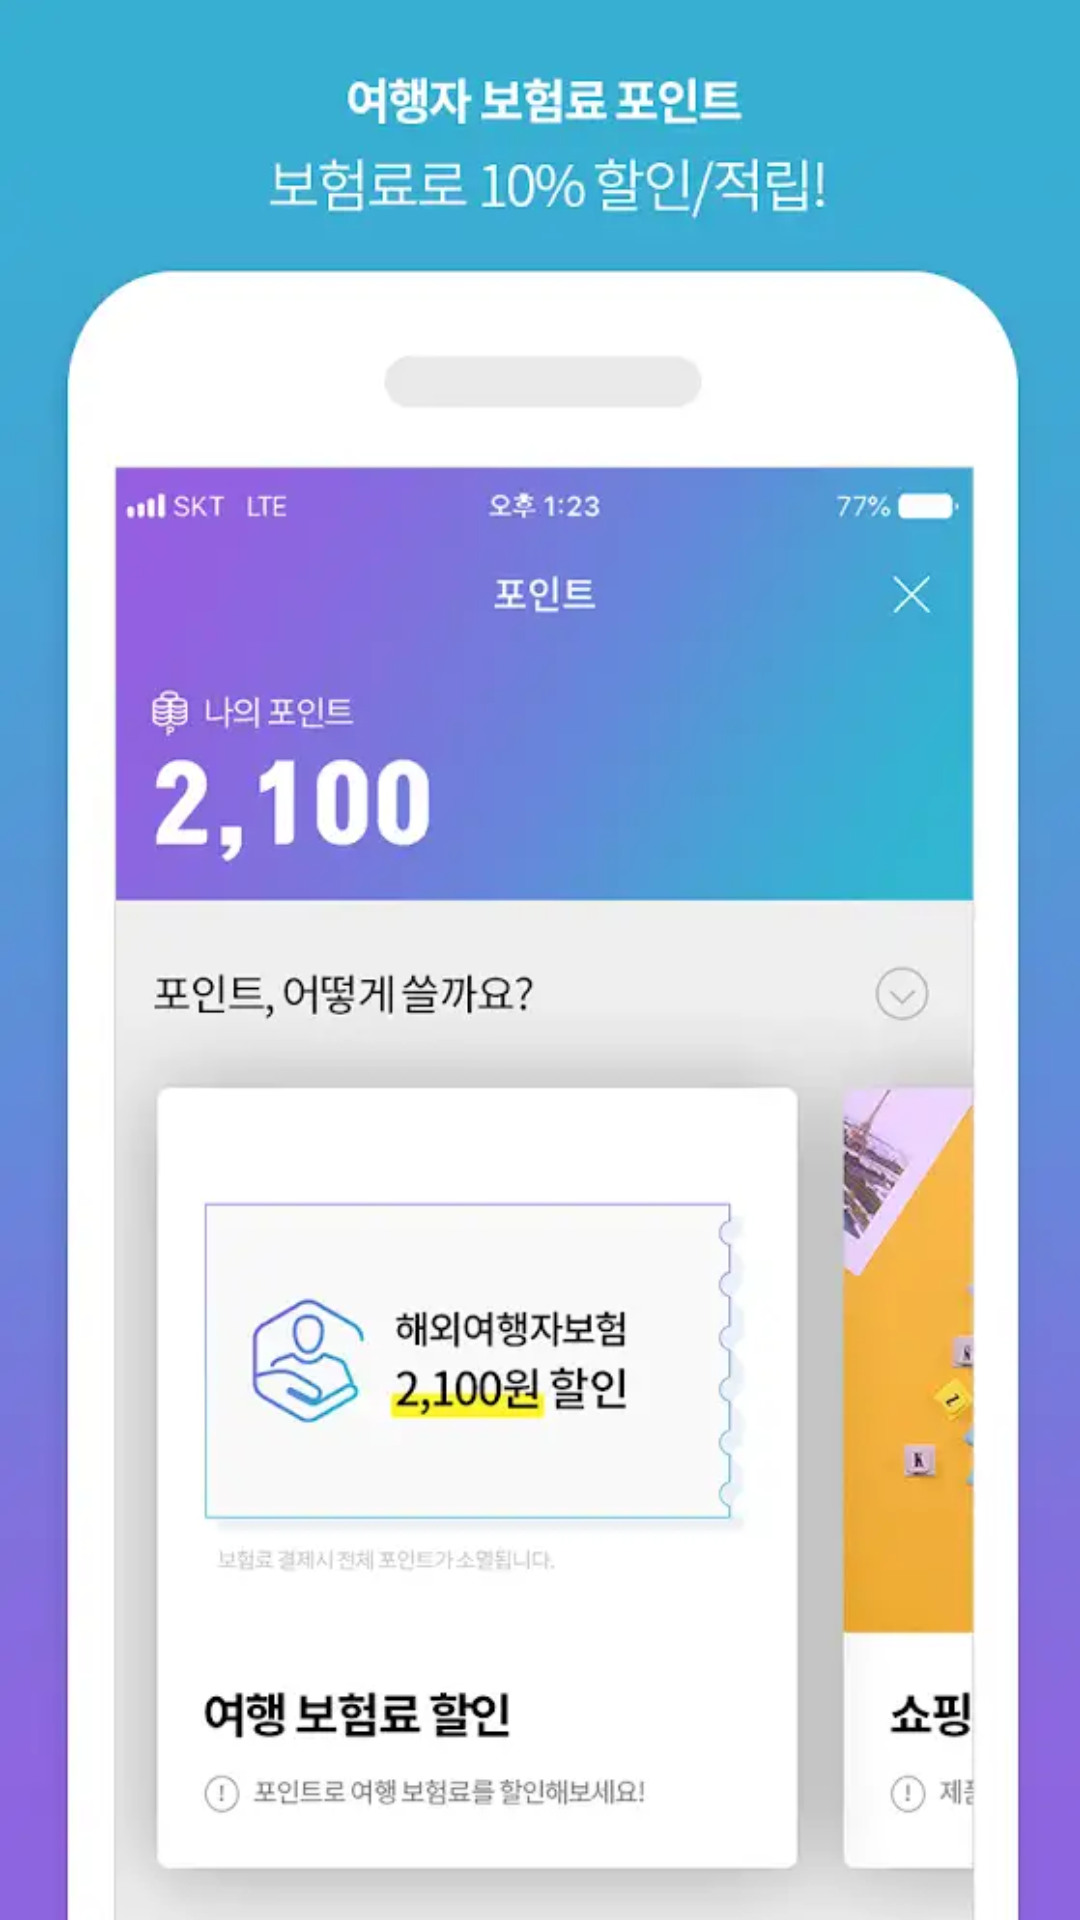 여행자 보험료 포인트
보험료로 10% 할인/적립!
SKT LTE 오후 1:23 77%
포인트
나의 포인트
2,100
포인트, 어떻게 쓸까요?
해외여행자보험
2,100원 할인
보험료 결제시 전체 포인트가 소멸됩니다.
K
여행 보험료 할인
포인트로 여행 보험료를 할인해보세요!
쇼핑
제품